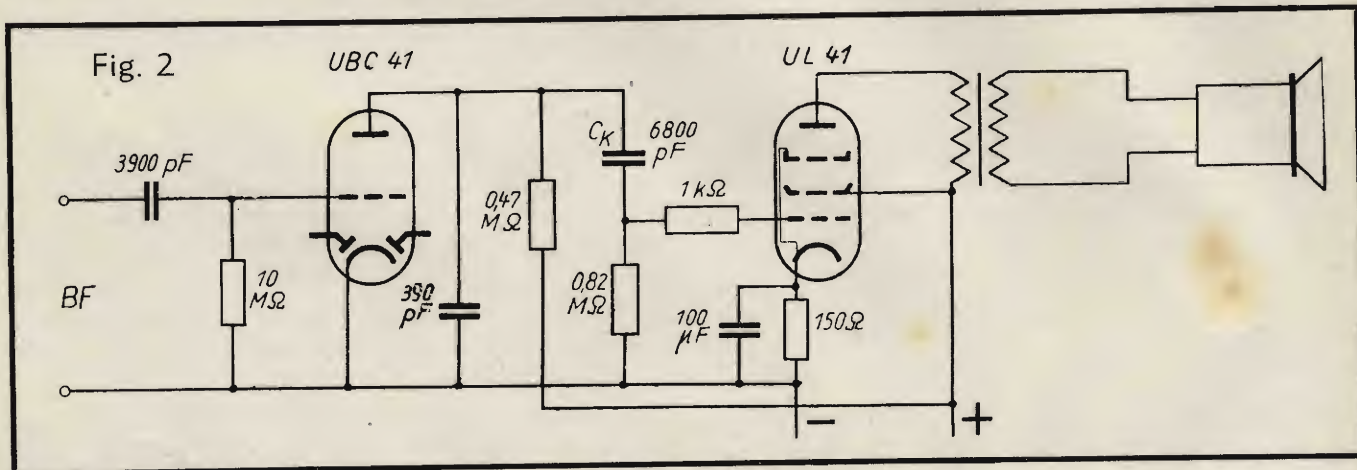 Fig. 2
UBC 41
UL 41
3900 pF
C_K
6800
pF
0,47
MΩ
1 kΩ
BF
10
MΩ
390
pF
0,82
MΩ
100
µF
150Ω
−
+